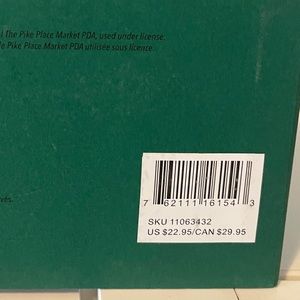 The Pike Place Market PDA, used under license.
Pike Place Market PDA utilisée sous licence.
7 62111 16154 3
SKU 11063432
US $22.95/CAN $29.95